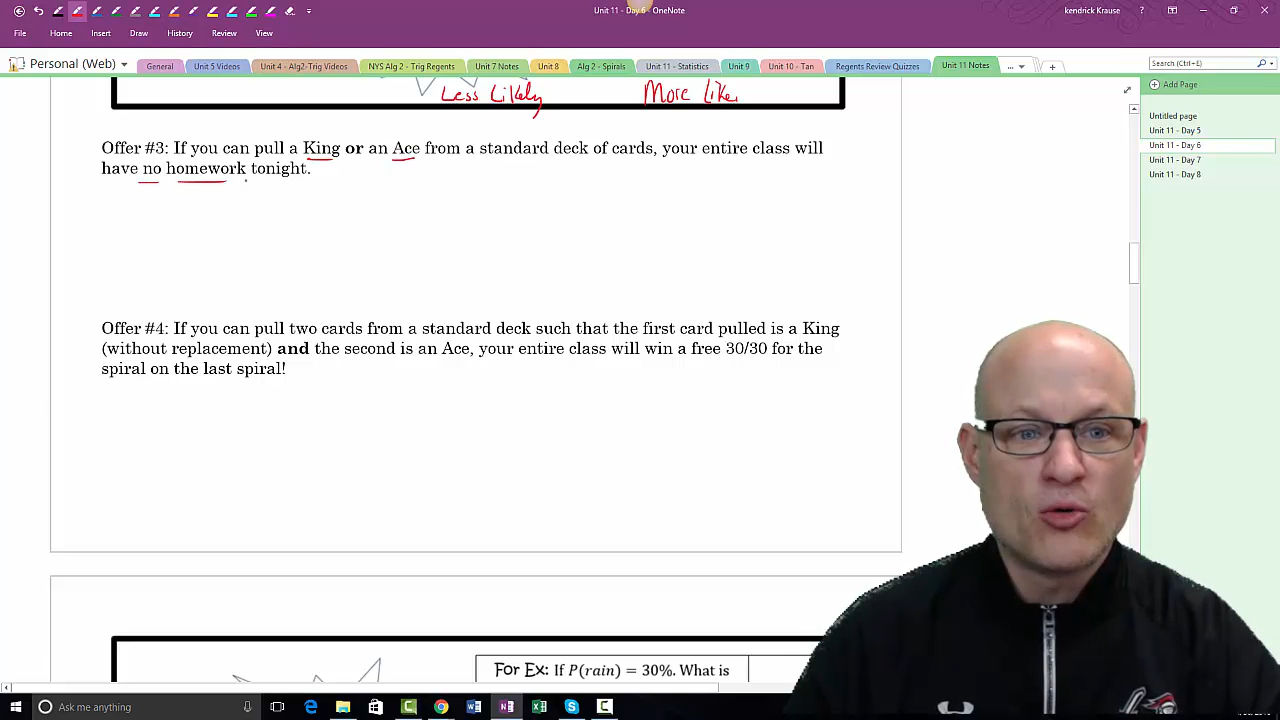 Unit 11 - Day 6 - OneNote
kendrick Krause
File
Home
Insert
Draw
History
Review
View
Personal (Web)
General
Unit 5 Videos
Unit 4 - Alg2-Trig Videos
NYS Alg 2 - Trig Regents
Unit 7 Notes
Unit 8
Alg 2 - Spirals
Unit 11 - Statistics
Unit 9
Unit 10 - Tan
Regents Review Quizzes
Unit 11 Notes
...
Search (Ctrl+E)
Add Page
Untitled page
Unit 11 - Day 5
Unit 11 - Day 6
Unit 11 - Day 7
Unit 11 - Day 8
Less Likely
More Like
Offer #3: If you can pull a King or an Ace from a standard deck of cards, your entire class will
have no homework tonight.
Offer #4: If you can pull two cards from a standard deck such that the first card pulled is a King
(without replacement) and the second is an Ace, your entire class will win a free 30/30 for the
spiral on the last spiral!
For Ex: If P(rain) = 30%. What is
Ask me anything